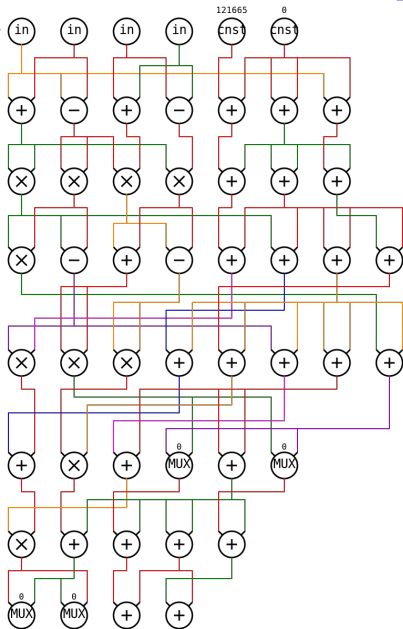 121665 0
in in in in cnst cnst
+ − + − + + +
× × × × + + +
× − + − + + + +
× × × + + + + +
0 0
+ × + MUX + MUX
× + + + +
0 0
MUX MUX + +